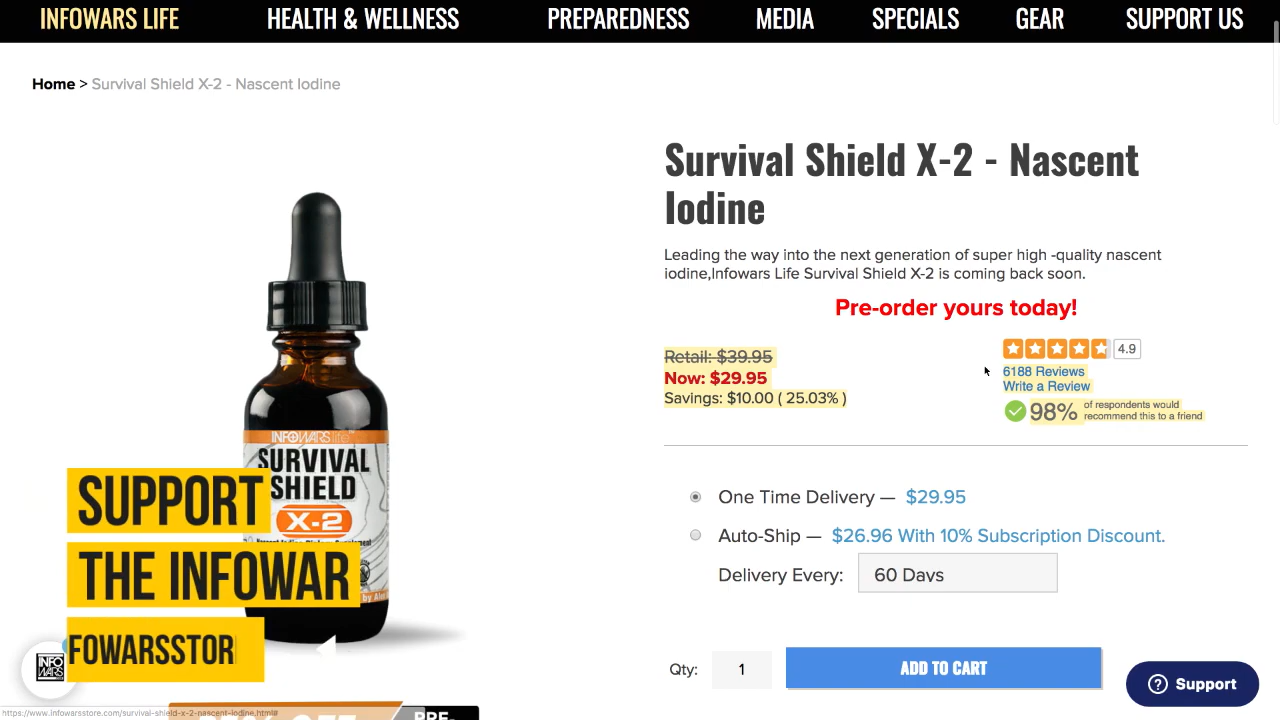 INFOWARS LIFE
HEALTH & WELLNESS
PREPAREDNESS
MEDIA
SPECIALS
GEAR
SUPPORT US
Home > Survival Shield X-2 - Nascent Iodine
Survival Shield X-2 - Nascent
Iodine
Leading the way into the next generation of super high -quality nascent
iodine,Infowars Life Survival Shield X-2 is coming back soon.
Pre-order yours today!
Retail: $39.95
Now: $29.95
Savings: $10.00 ( 25.03% )
4.9
6188 Reviews
Write a Review
98%
of respondents would
recommend this to a friend
One Time Delivery — $29.95
Auto-Ship — $26.96 With 10% Subscription Discount.
Delivery Every:
60 Days
Qty:
1
ADD TO CART
Support
INFOWARS life
SURVIVAL
SHIELD
X-2
SUPPORT
THE INFOWAR
FOWARSSTOR
INFO
WARS
https://www.infowarsstore.com/survival-shield-x-2-nascent-iodine.html#
PRE-